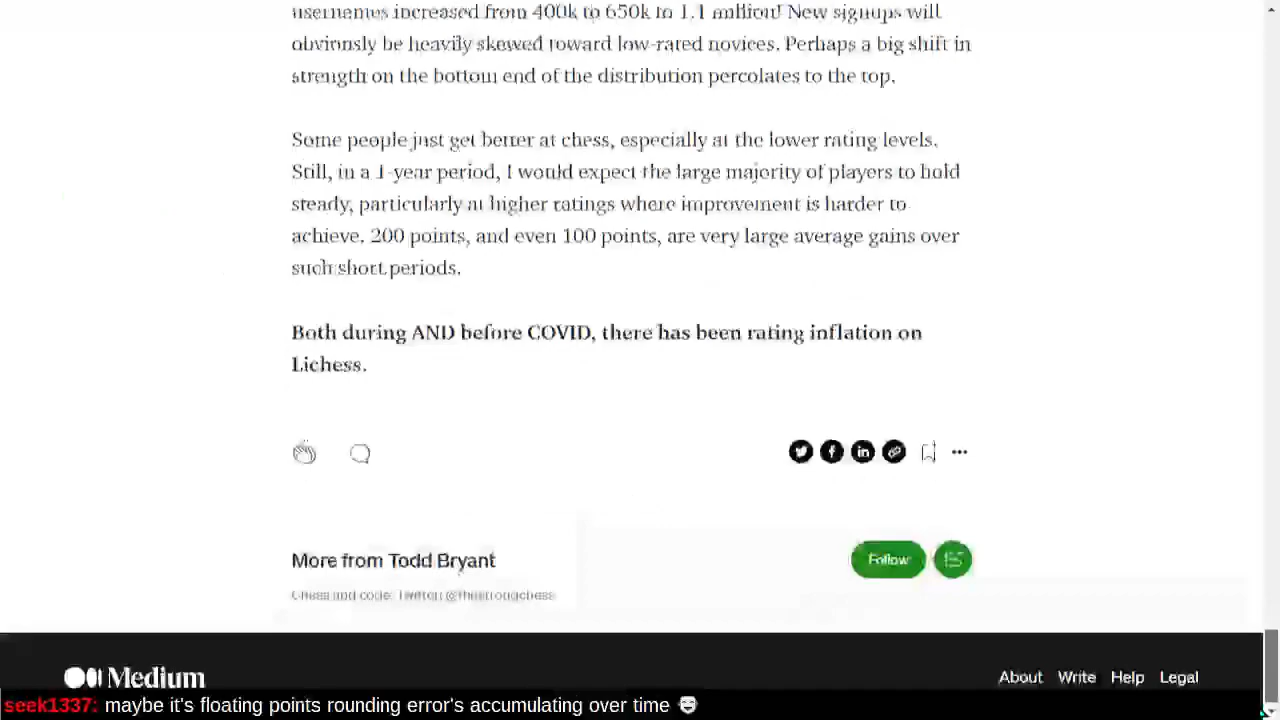 usernames increased from 400k to 650k to 1.1 million! New signups will
obviously be heavily skewed toward low-rated novices. Perhaps a big shift in
strength on the bottom end of the distribution percolates to the top.
Some people just get better at chess, especially at the lower rating levels.
Still, in a 1-year period, I would expect the large majority of players to hold
steady, particularly at higher ratings where improvement is harder to
achieve. 200 points, and even 100 points, are very large average gains over
such short periods.
Both during AND before COVID, there has been rating inflation on
Lichess.
More from Todd Bryant
Follow
Chess and code. Twitter:
Medium
About Write Help Legal
seek1337: maybe it's floating points rounding error's accumulating over time